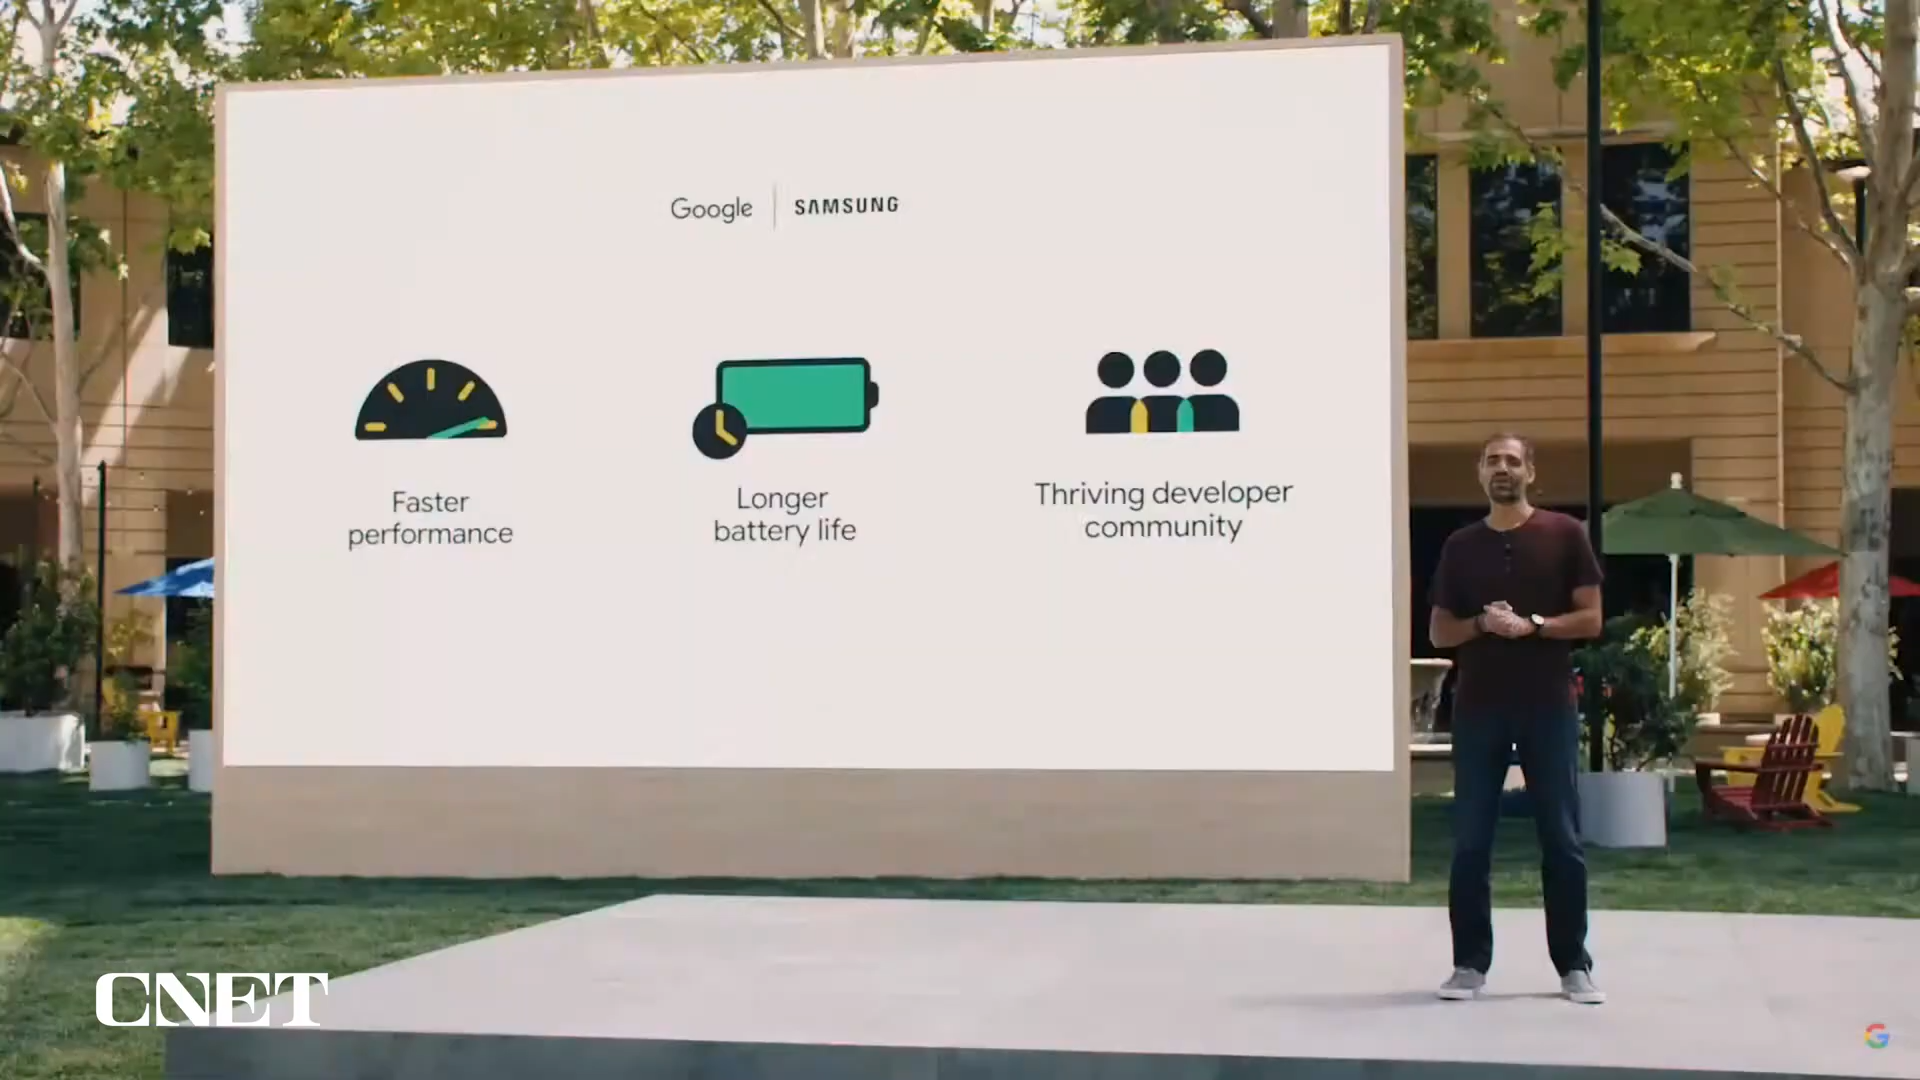 Google | SAMSUNG
Faster
performance
Longer
battery life
Thriving developer
community
CNET
G